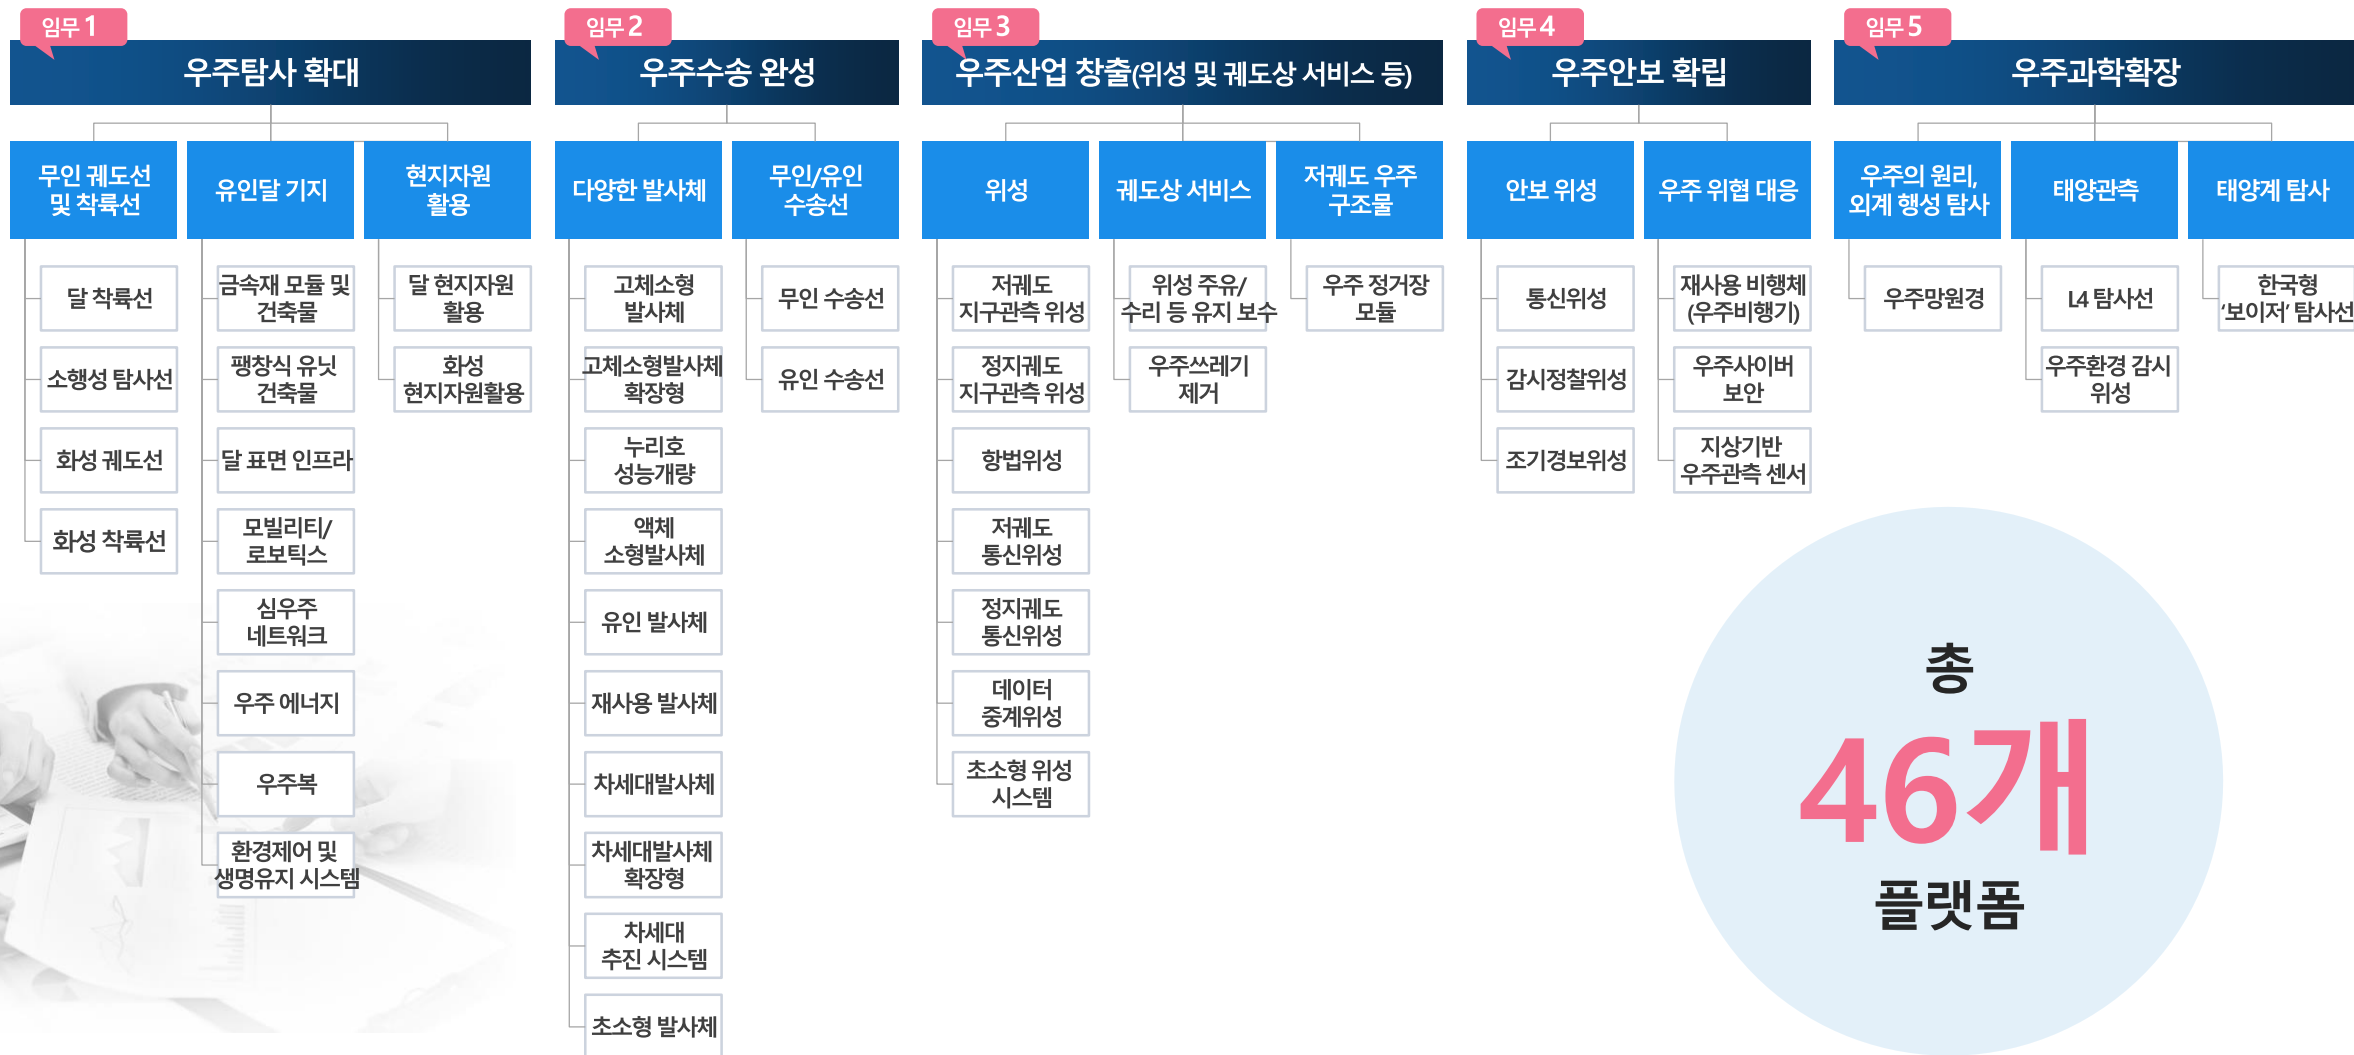 임무 1
우주탐사 확대
무인 궤도선
및 착륙선
달 착륙선
소행성 탐사선
화성 궤도선
화성 착륙선
유인달 기지
금속재 모듈 및
건축물
팽창식 유닛
건축물
달 표면 인프라
모빌리티/
로보틱스
심우주
네트워크
우주 에너지
우주복
환경제어 및
생명유지 시스템
현지자원
활용
달 현지자원
활용
화성
현지자원활용
임무 2
우주수송 완성
다양한 발사체
고체소형
발사체
고체소형발사체
확장형
누리호
성능개량
액체
소형발사체
유인 발사체
재사용 발사체
차세대발사체
차세대발사체
확장형
차세대
추진 시스템
초소형 발사체
무인/유인
수송선
무인 수송선
유인 수송선
임무 3
우주산업 창출(위성 및 궤도상 서비스 등)
위성
저궤도
지구관측 위성
정지궤도
지구관측 위성
항법위성
저궤도
통신위성
정지궤도
통신위성
데이터
중계위성
초소형 위성
시스템
궤도상 서비스
위성 주유/
수리 등 유지 보수
우주쓰레기
제거
저궤도 우주
구조물
우주 정거장
모듈
임무 4
우주안보 확립
안보 위성
통신위성
감시정찰위성
조기경보위성
우주 위협 대응
재사용 비행체
(우주비행기)
우주사이버
보안
지상기반
우주관측 센서
임무 5
우주과학확장
우주의 원리,
외계 행성 탐사
우주망원경
태양관측
L4 탐사선
우주환경 감시
위성
태양계 탐사
한국형
‘보이저’ 탐사선
총
46개
플랫폼